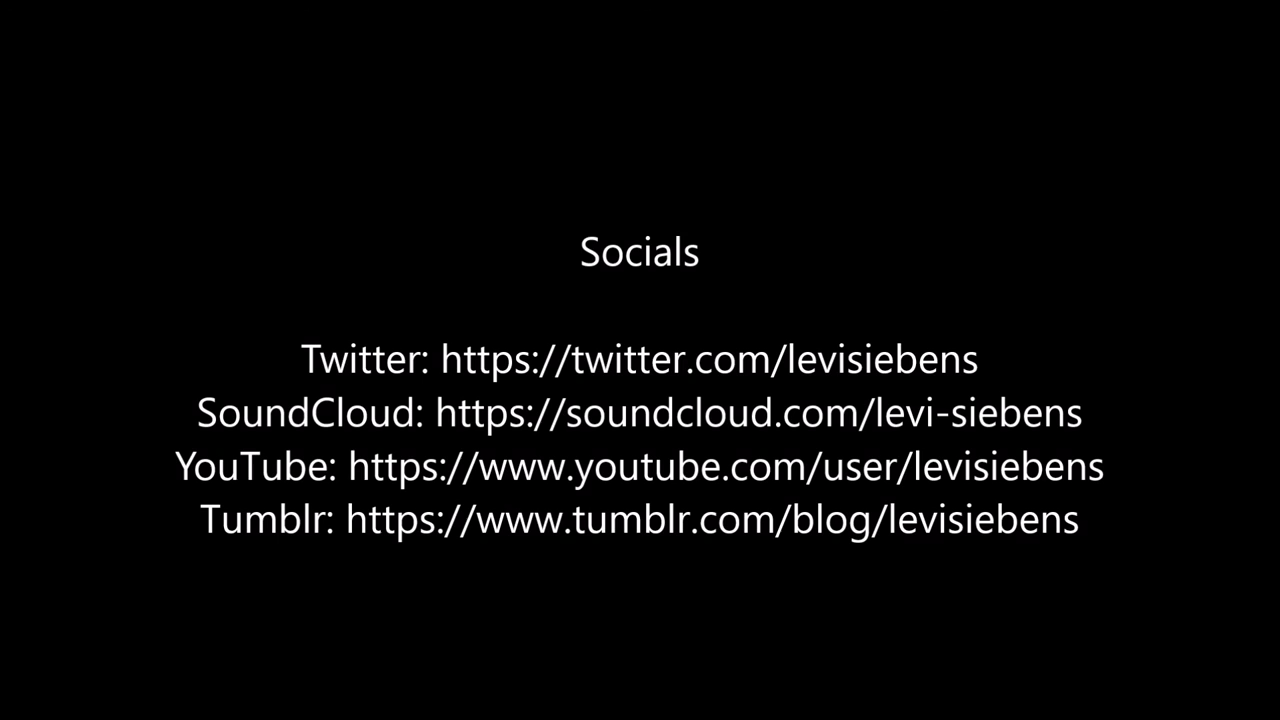 Socials
Twitter: https://twitter.com/levisiebens
SoundCloud: https://soundcloud.com/levi-siebens
YouTube: https://www.youtube.com/user/levisiebens
Tumblr: https://www.tumblr.com/blog/levisiebens